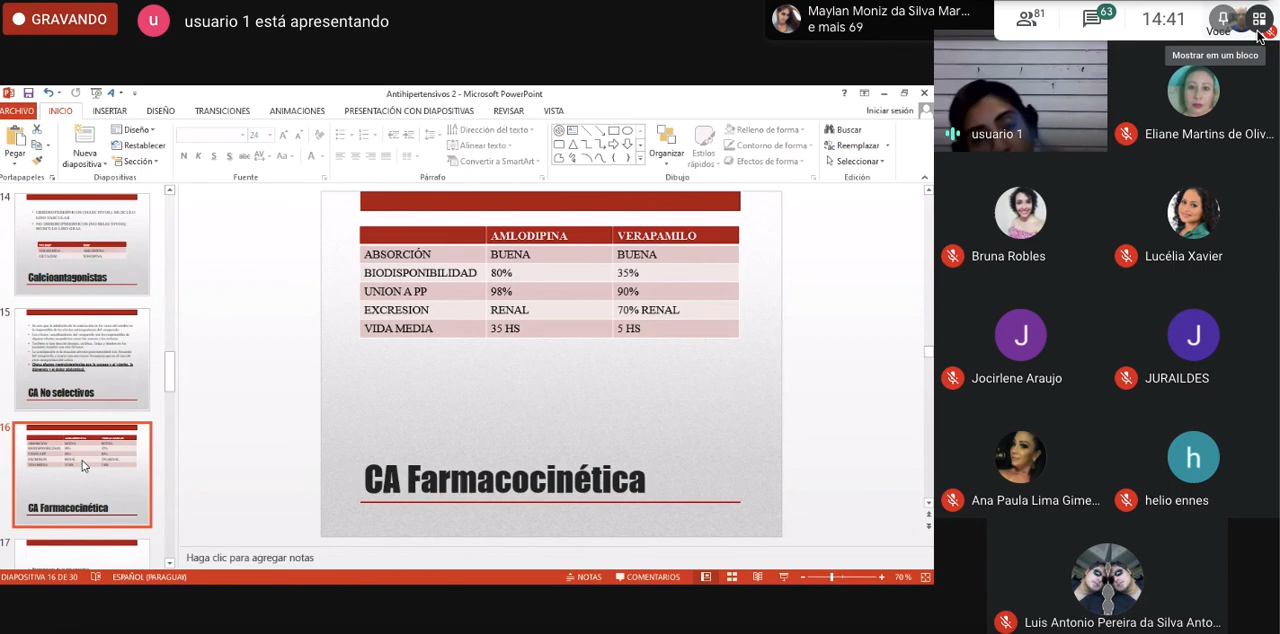 GRAVANDO
u
usuario 1 está apresentando
Maylan Moniz da Silva Mar...
e mais 69
81
63
14:41
Você
Mostrar em um bloco
Antihipertensivos 2 - Microsoft PowerPoint
ARCHIVO INICIO INSERTAR DISEÑO TRANSICIONES ANIMACIONES PRESENTACIÓN CON DIAPOSITIVAS REVISAR VISTA
Iniciar sesión
Pegar
Nueva
diapositiva
Diseño
Restablecer
Sección
24
N K S S abc AV Aa A
Dirección del texto
Alinear texto
Convertir a SmartArt
Organizar
Estilos
rápidos
Relleno de forma
Contorno de forma
Efectos de forma
Buscar
Reemplazar
Seleccionar
Portapapeles
Diapositivas
Fuente
Párrafo
Dibujo
Edición
14
Calcioantagonistas
15
CA No selectivos
16
CA Farmacocinética
17
AMLODIPINA VERAPAMILO
ABSORCIÓN BUENA BUENA
BIODISPONIBILIDAD 80% 35%
UNION A PP 98% 90%
EXCRESION RENAL 70% RENAL
VIDA MEDIA 35 HS 5 HS
CA Farmacocinética
Haga clic para agregar notas
DIAPOSITIVA 16 DE 30 ESPAÑOL (PARAGUAY)
NOTAS COMENTARIOS
70 %
usuario 1
Eliane Martins de Oliv...
Bruna Robles
Lucélia Xavier
J
Jocirlene Araujo
J
JURAILDES
Ana Paula Lima Gime...
h
helio ennes
Luis Antonio Pereira da Silva Anto...